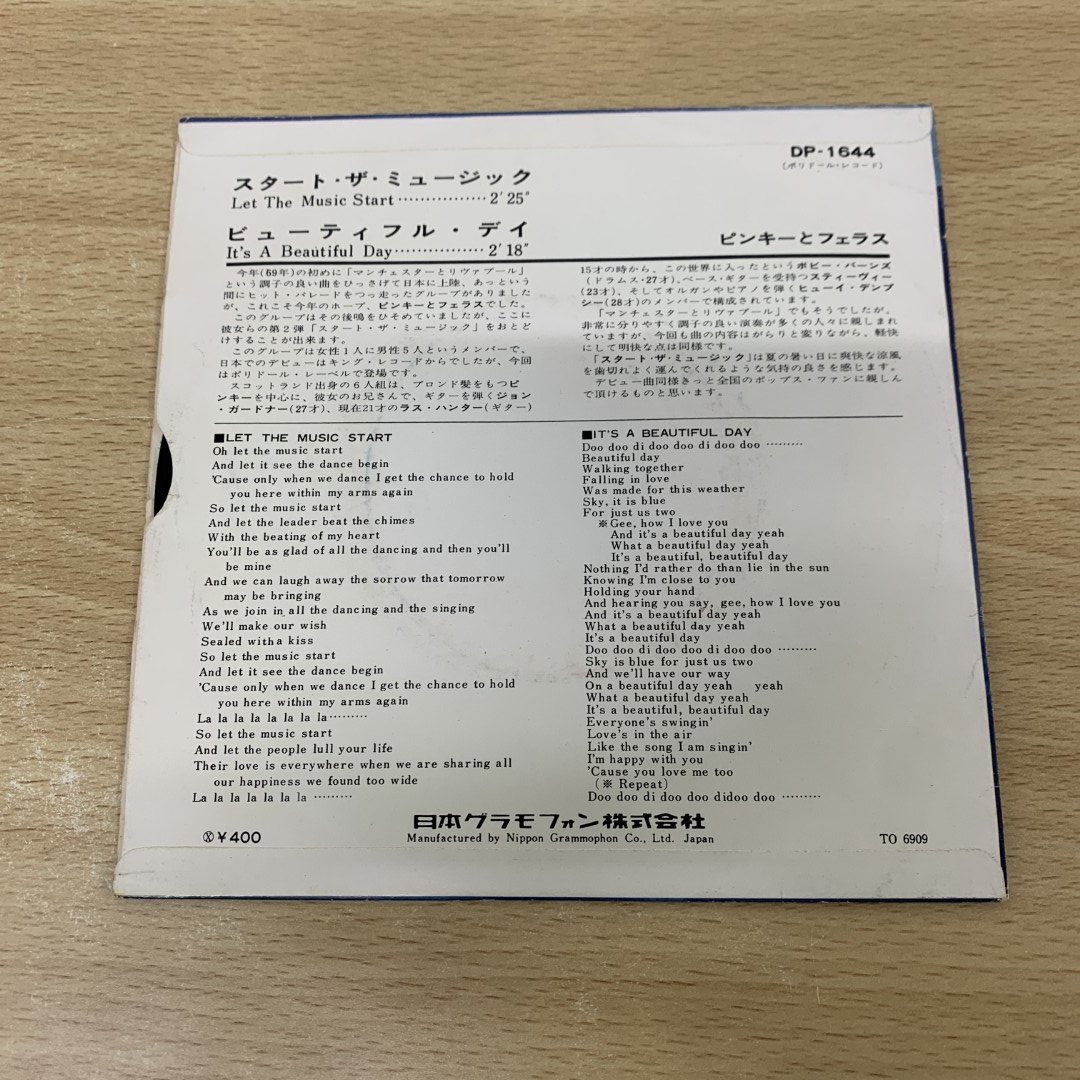 DP-1644
［ポリドール・レコード］
スタート・ザ・ミュージック
Let The Music Start ················ 2′25″
ビューティフル・デイ
It's A Beautiful Day ················ 2′18″
ピンキーとフェラス
今年(69年)の初めに「マンチェスターとリヴァプール」
という調子の良い曲をひっさげて日本に上陸、あっという
間にヒット・パレードをつっ走ったグループがありました
が、これこそ今年のホープ、ピンキーとフェラスでした。
このグループはその後鳴をひそめていましたが、ここに
彼女らの第2弾「スタート・ザ・ミュージック」をおとど
けすることが出来ます。
このグループは女性1人に男性5人というメンバーで、
日本でのデビューはキング・レコードからでしたが、今回
はポリドール・レーベルで登場です。
スコットランド出身の6人組は、ブロンド髪をもつピ
ンキーを中心に、彼女のお兄さんで、ギターを弾くジョン
・ガードナー(27才)、現在21才のラス・ハンター(ギター)
15才の時から、この世界に入ったというボビー・バーンズ
(ドラムス・27才)、ベース・ギターを受持つスティーヴィー
(23才)、そしてオルガンやピアノを弾くヒューイ・デンプ
シー(28才)のメンバーで構成されています。
「マンチェスターとリヴァプール」でもそうでしたが、
非常に分りやすく調子の良い演奏が多くの人々に親しまれ
ていますが、今回も曲の内容はがらりと変りながら、軽快
にして明快な点は同様です。
「スタート・ザ・ミュージック」は夏の暑い日に爽快な涼風
を歯切れよく運んでくれるような気持の良さを感じます。
デビュー曲同様きっと全国のポップス・ファンに親しん
で頂けるものと思います。
■LET THE MUSIC START
Oh let the music start
And let it see the dance begin
'Cause only when we dance I get the chance to hold
you here within my arms again
So let the music start
And let the leader beat the chimes
With the beating of my heart
You'll be as glad of all the dancing and then you'll
be mine
And we can laugh away the sorrow that tomorrow
may be bringing
As we join in all the dancing and the singing
We'll make our wish
Sealed with a kiss
So let the music start
And let it see the dance begin
'Cause only when we dance I get the chance to hold
you here within my arms again
La la la la la la la la ·········
So let the music start
And let the people lull your life
Their love is everywhere when we are sharing all
our happiness we found too wide
La la la la la la la ·········
■IT'S A BEAUTIFUL DAY
Doo doo di doo doo di doo doo ·········
Beautiful day
Walking together
Falling in love
Was made for this weather
Sky, it is blue
For just us two
※Gee, how I love you
And it's a beautiful day yeah
What a beautiful day yeah
It's a beautiful, beautiful day
Nothing I'd rather do than lie in the sun
Knowing I'm close to you
Holding your hand
And hearing you say, gee, how I love you
And it's a beautiful day yeah
What a beautiful day yeah
It's a beautiful day
Doo doo di doo doo di doo doo ·········
Sky is blue for just us two
And we'll have our way
On a beautiful day yeah yeah
What a beautiful day yeah
It's a beautiful, beautiful day
Everyone's swingin'
Love's in the air
Like the song I am singin'
I'm happy with you
'Cause you love me too
(※ Repeat)
Doo doo di doo doo didoo doo ·········
日本グラモフォン株式会社
Ⓧ￥400
Manufactured by Nippon Grammophon Co., Ltd. Japan
TO 6909